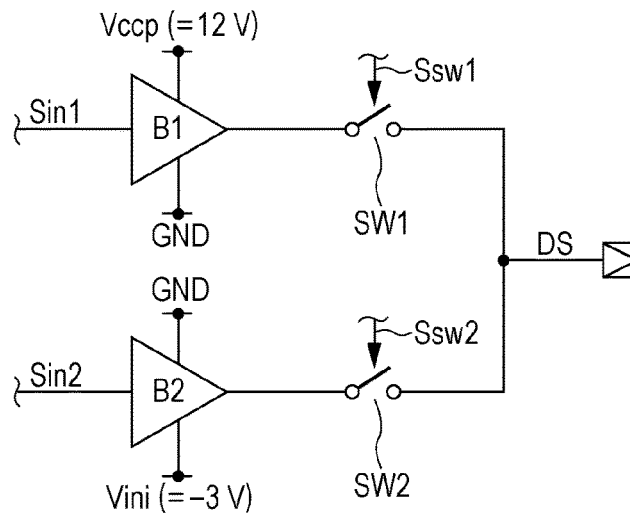 Vccp (= 12 V)
Ssw1
Sin1
B1
SW1
GND
DS
GND
Ssw2
Sin2
B2
SW2
Vini (= –3 V)